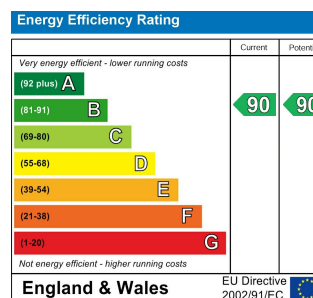 Energy Efficiency Rating
Current Potenti
Very energy efficient - lower running costs
(92 plus) A
(81-91) B
90 90
(69-80) C
(55-68) D
(39-54) E
(21-38) F
(1-20) G
Not energy efficient - higher running costs
England & Wales
EU Directive
2002/91/EC